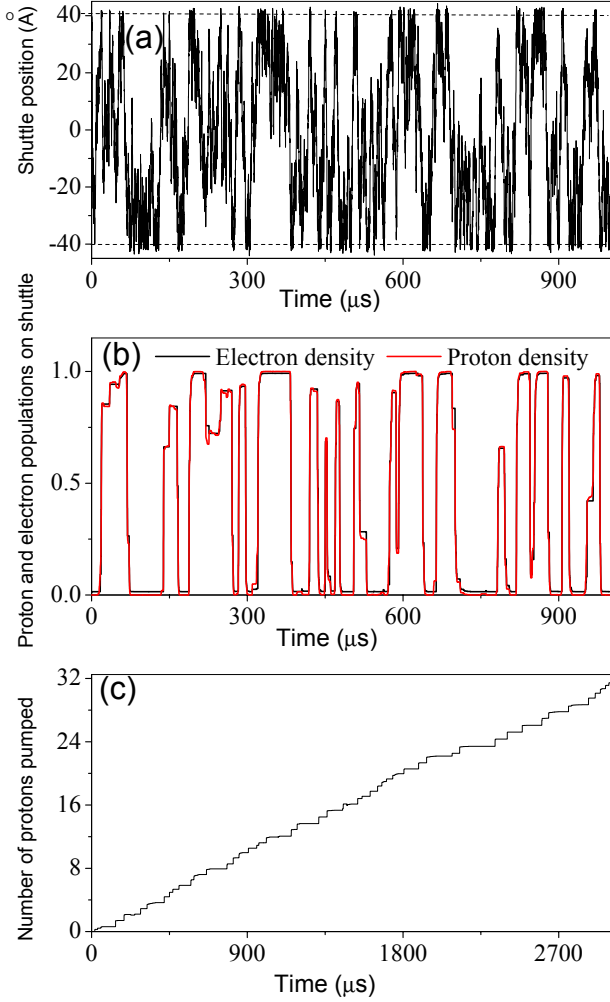 Shuttle position (Å)
(a)
40
20
0
-20
-40
0
300
600
900
Time (μs)
Proton and electron populations on shuttle
(b)
Electron density
Proton density
1.0
0.5
0.0
0
300
600
900
Time (μs)
Number of protons pumped
(c)
32
24
16
8
0
0
900
1800
2700
Time (μs)